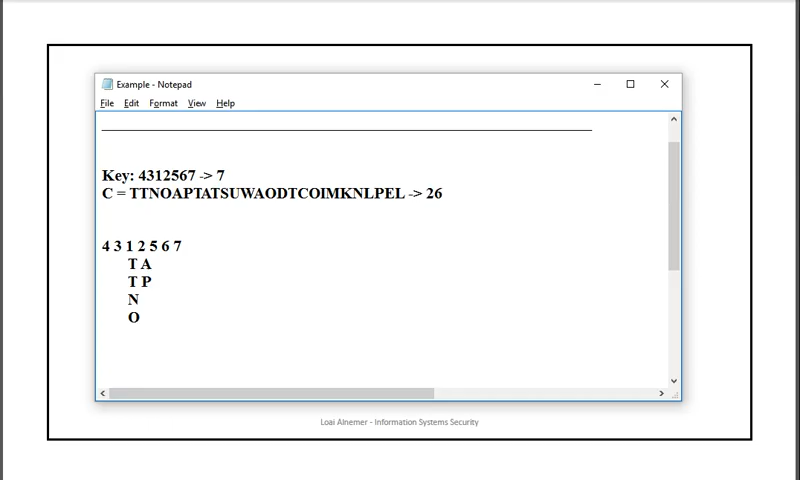 Example - Notepad
File Edit Format View Help
Key: 4312567 -> 7
C = TTNOAPTATSUWAODTCOIMKNLPEL -> 26
4 3 1 2 5 6 7
T A
T P
N
O
Loai Alnemer - Information Systems Security